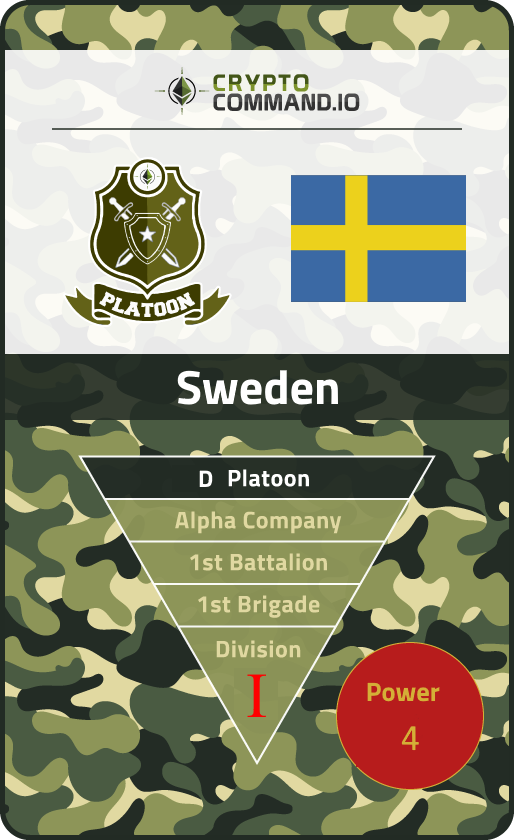 CRYPTO
COMMAND.IO
PLATOON
Sweden
D Platoon
Alpha Company
1st Battalion
1st Brigade
Division
I
Power
4